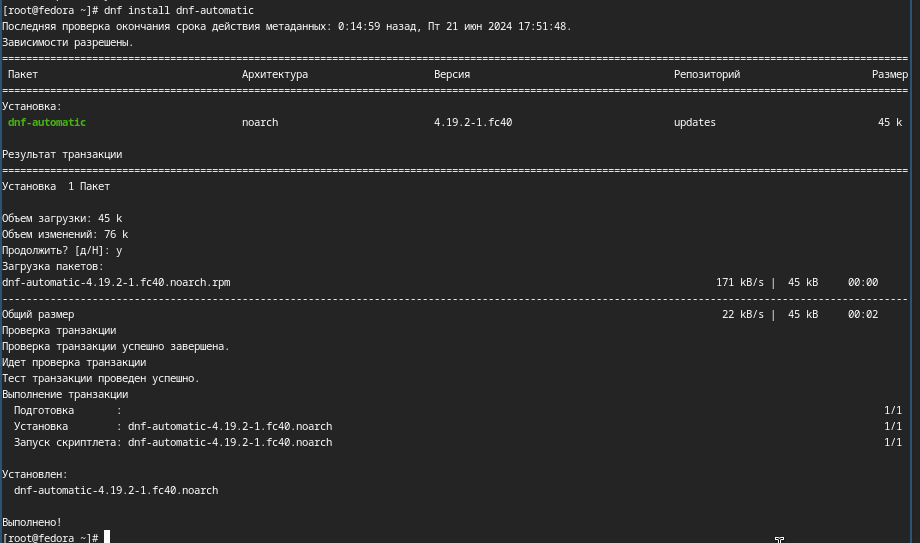 [root@fedora ~]# dnf install dnf-automatic
Последняя проверка окончания срока действия метаданных: 0:14:59 назад, Пт 21 июн 2024 17:51:48.
Зависимости разрешены.
Пакет Архитектура Версия Репозиторий Размер
Установка:
dnf-automatic noarch 4.19.2-1.fc40 updates 45 k
Результат транзакции
Установка 1 Пакет
Объем загрузки: 45 k
Объем изменений: 76 k
Продолжить? [д/Н]: y
Загрузка пакетов:
dnf-automatic-4.19.2-1.fc40.noarch.rpm 171 kB/s | 45 kB 00:00
Общий размер 22 kB/s | 45 kB 00:02
Проверка транзакции
Проверка транзакции успешно завершена.
Идет проверка транзакции
Тест транзакции проведен успешно.
Выполнение транзакции
Подготовка : 1/1
Установка : dnf-automatic-4.19.2-1.fc40.noarch 1/1
Запуск скриптлета: dnf-automatic-4.19.2-1.fc40.noarch 1/1
Установлен:
dnf-automatic-4.19.2-1.fc40.noarch
Выполнено!
[root@fedora ~]#